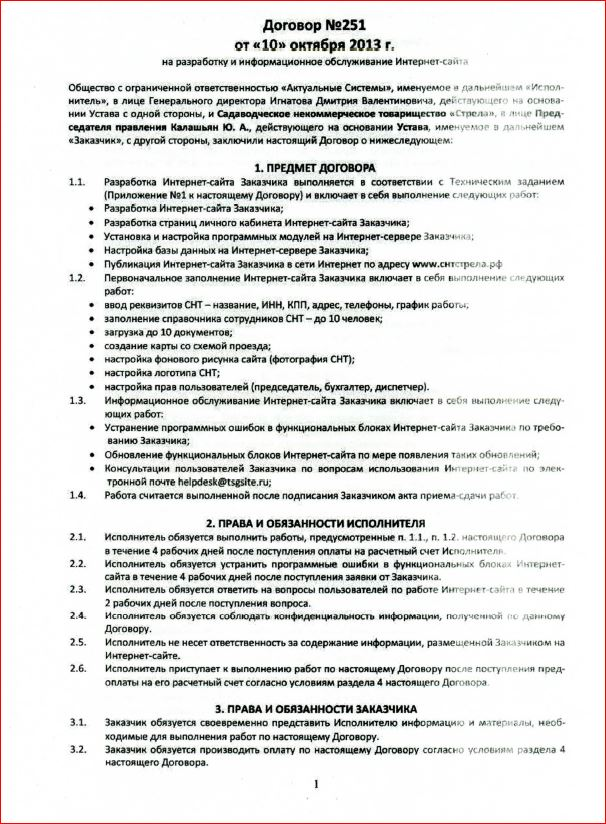 Договор №251
от «10» октября 2013 г.
на разработку и информационное обслуживание Интернет-сайта
Общество с ограниченной ответственностью «Актуальные Системы», именуемое в дальнейшем «Испол-
нитель», в лице Генерального директора Игнатова Дмитрия Валентиновича, действующего на основа-
нии Устава с одной стороны, и Садаводческое некоммерческое товарищество «Стрела», в лице Пред-
седателя правления Калашьян Ю. А., действующего на основании Устава, именуемое в дальнейшем
«Заказчик», с другой стороны, заключили настоящий Договор о нижеследующем:
1. ПРЕДМЕТ ДОГОВОРА
1.1. Разработка Интернет-сайта Заказчика выполняется в соответствии с Техническим заданием
(Приложение №1 к настоящему Договору) и включает в себя выполнение следующих работ:
• Разработка Интернет-сайта Заказчика;
• Разработка страниц личного кабинета Интернет-сайта Заказчика;
• Установка и настройка программных модулей на Интернет-сервере Заказчика;
• Настройка базы данных на Интернет-сервере Заказчика;
• Публикация Интернет-сайта Заказчика в сети Интернет по адресу www.снтстрела.рф
1.2. Первоначальное заполнение Интернет-сайта Заказчика включает в себя выполнение следующих
работ:
• ввод реквизитов СНТ – название, ИНН, КПП, адрес, телефоны, график работы;
• заполнение справочника сотрудников СНТ – до 10 человек;
• загрузка до 10 документов;
• создание карты со схемой проезда;
• настройка фонового рисунка сайта (фотография СНТ);
• настройка логотипа СНТ;
• настройка прав пользователей (председатель, бухгалтер, диспетчер).
1.3. Информационное обслуживание Интернет-сайта Заказчика включает в себя выполнение следу-
ющих работ:
• Устранение программных ошибок в функциональных блоках Интернет-сайта Заказчика по требо-
ванию Заказчика;
• Обновление функциональных блоков Интернет-сайта по мере появления таких обновлений;
• Консультации пользователей Заказчика по вопросам использования Интернет-сайта по элек-
тронной почте helpdesk@tsgsite.ru;
1.4. Работа считается выполненной после подписания Заказчиком акта приема-сдачи работ.
2. ПРАВА И ОБЯЗАННОСТИ ИСПОЛНИТЕЛЯ
2.1. Исполнитель обязуется выполнить работы, предусмотренные п. 1.1., п. 1.2. настоящего Договора
в течение 4 рабочих дней после поступления оплаты на расчетный счет Исполнителя.
2.2. Исполнитель обязуется устранить программные ошибки в функциональных блоках Интернет-
сайта в течение 4 рабочих дней после поступления заявки от Заказчика.
2.3. Исполнитель обязуется ответить на вопросы пользователей по работе Интернет-сайта в течение
2 рабочих дней после поступления вопроса.
2.4. Исполнитель обязуется соблюдать конфиденциальность информации, полученной по данному
Договору.
2.5. Исполнитель не несет ответственность за содержание информации, размещенной Заказчиком на
Интернет-сайте.
2.6. Исполнитель приступает к выполнению работ по настоящему Договору после поступления пред-
оплаты на его расчетный счет согласно условиям раздела 4 настоящего Договора.
3. ПРАВА И ОБЯЗАННОСТИ ЗАКАЗЧИКА
3.1. Заказчик обязуется своевременно представить Исполнителю информацию и материалы, необ-
ходимые для выполнения работ по настоящему Договору.
3.2. Заказчик обязуется производить оплату по настоящему Договору согласно условиям раздела 4
настоящего Договора.
1